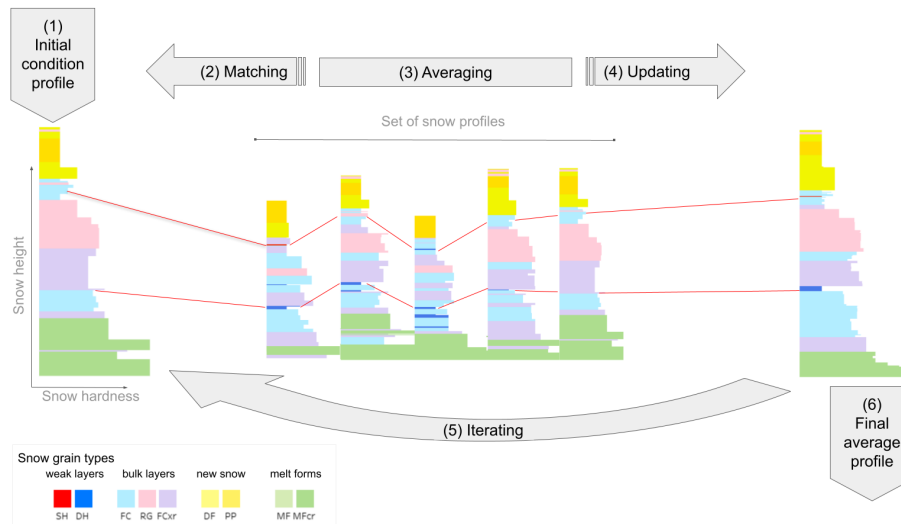 (1)
Initial
condition
profile
(2) Matching
(3) Averaging
(4) Updating
Set of snow profiles
Snow height
Snow hardness
(5) Iterating
(6)
Final
average
profile
Snow grain types
weak layers bulk layers new snow melt forms
SH DH FC RG FCxr DF PP MF MFcr